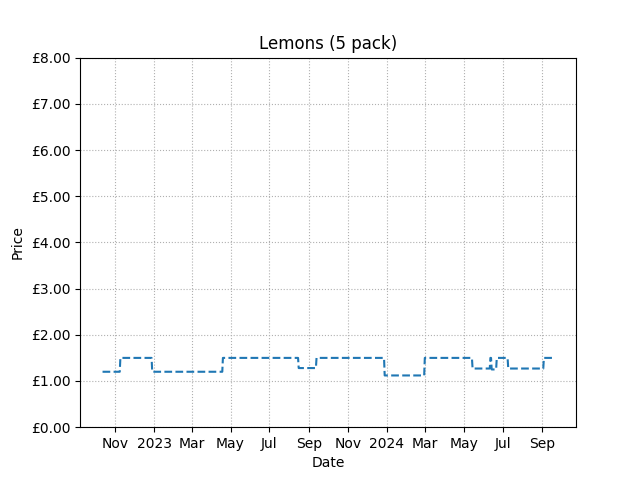 Lemons (5 pack)
£8.00
£7.00
£6.00
£5.00
£4.00
£3.00
£2.00
£1.00
£0.00
Price
Nov 2023 Mar May Jul Sep Nov 2024 Mar May Jul Sep
Date